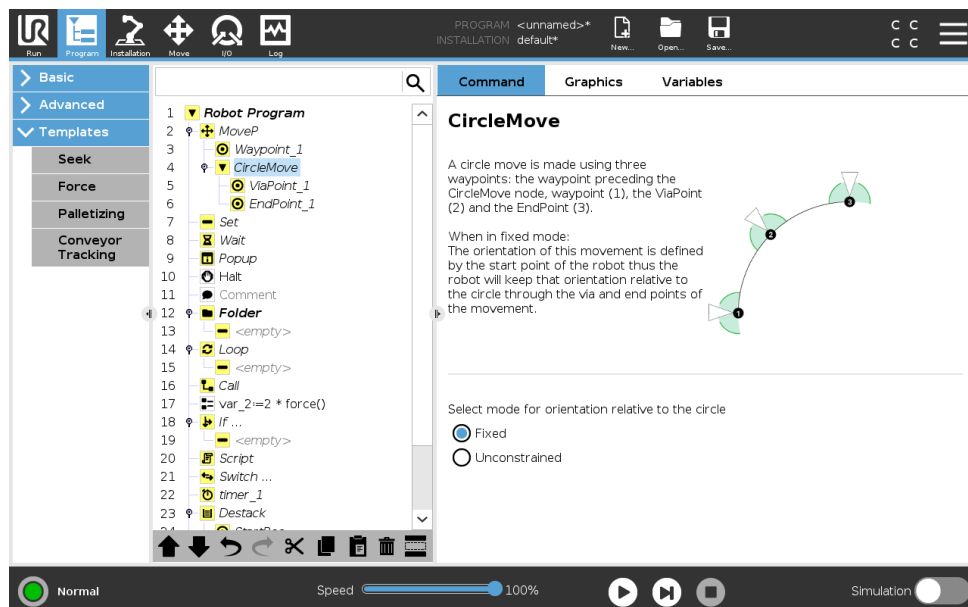 PROGRAM <unnamed>*
INSTALLATION default*
Run
Program
Installation
Move
I/O
Log
New...
Open...
Save...
C C
C C
Basic
Advanced
Templates
Seek
Force
Palletizing
Conveyor
Tracking
1 Robot Program
2 MoveP
3 Waypoint_1
4 CircleMove
5 ViaPoint_1
6 EndPoint_1
7 Set
8 Wait
9 Popup
10 Halt
11 Comment
12 Folder
13 <empty>
14 Loop
15 <empty>
16 Call
17 var_2:=2 * force()
18 If ...
19 <empty>
20 Script
21 Switch ...
22 timer_1
23 Destack
Command Graphics Variables
CircleMove
A circle move is made using three
waypoints: the waypoint preceding the
CircleMove node, waypoint (1), the ViaPoint
(2) and the EndPoint (3).
When in fixed mode:
The orientation of this movement is defined
by the start point of the robot thus the
robot will keep that orientation relative to
the circle through the via and end points of
the movement.
3
2
1
Select mode for orientation relative to the circle
Fixed
Unconstrained
Normal
Speed 100%
Simulation